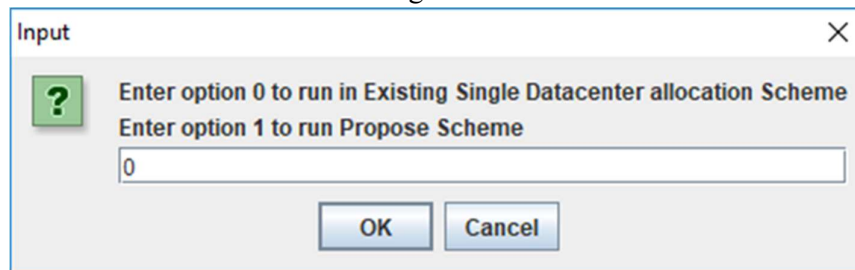 Input
Enter option 0 to run in Existing Single Datacenter allocation Scheme
Enter option 1 to run Propose Scheme
0
OK Cancel